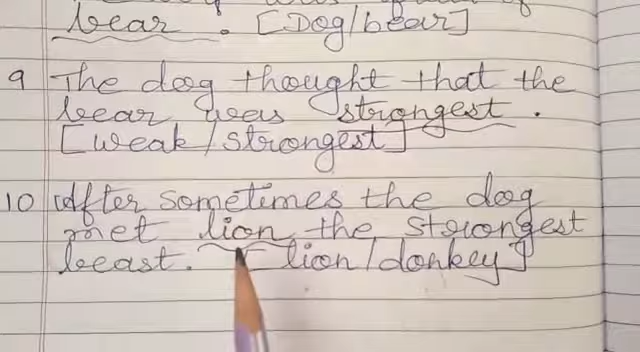 bear . [Dog/bear]
9 The dog thought that the
bear was strongest .
[weak/strongest]
10 After sometimes the dog
met lion the strongest
beast. [lion/donkey]